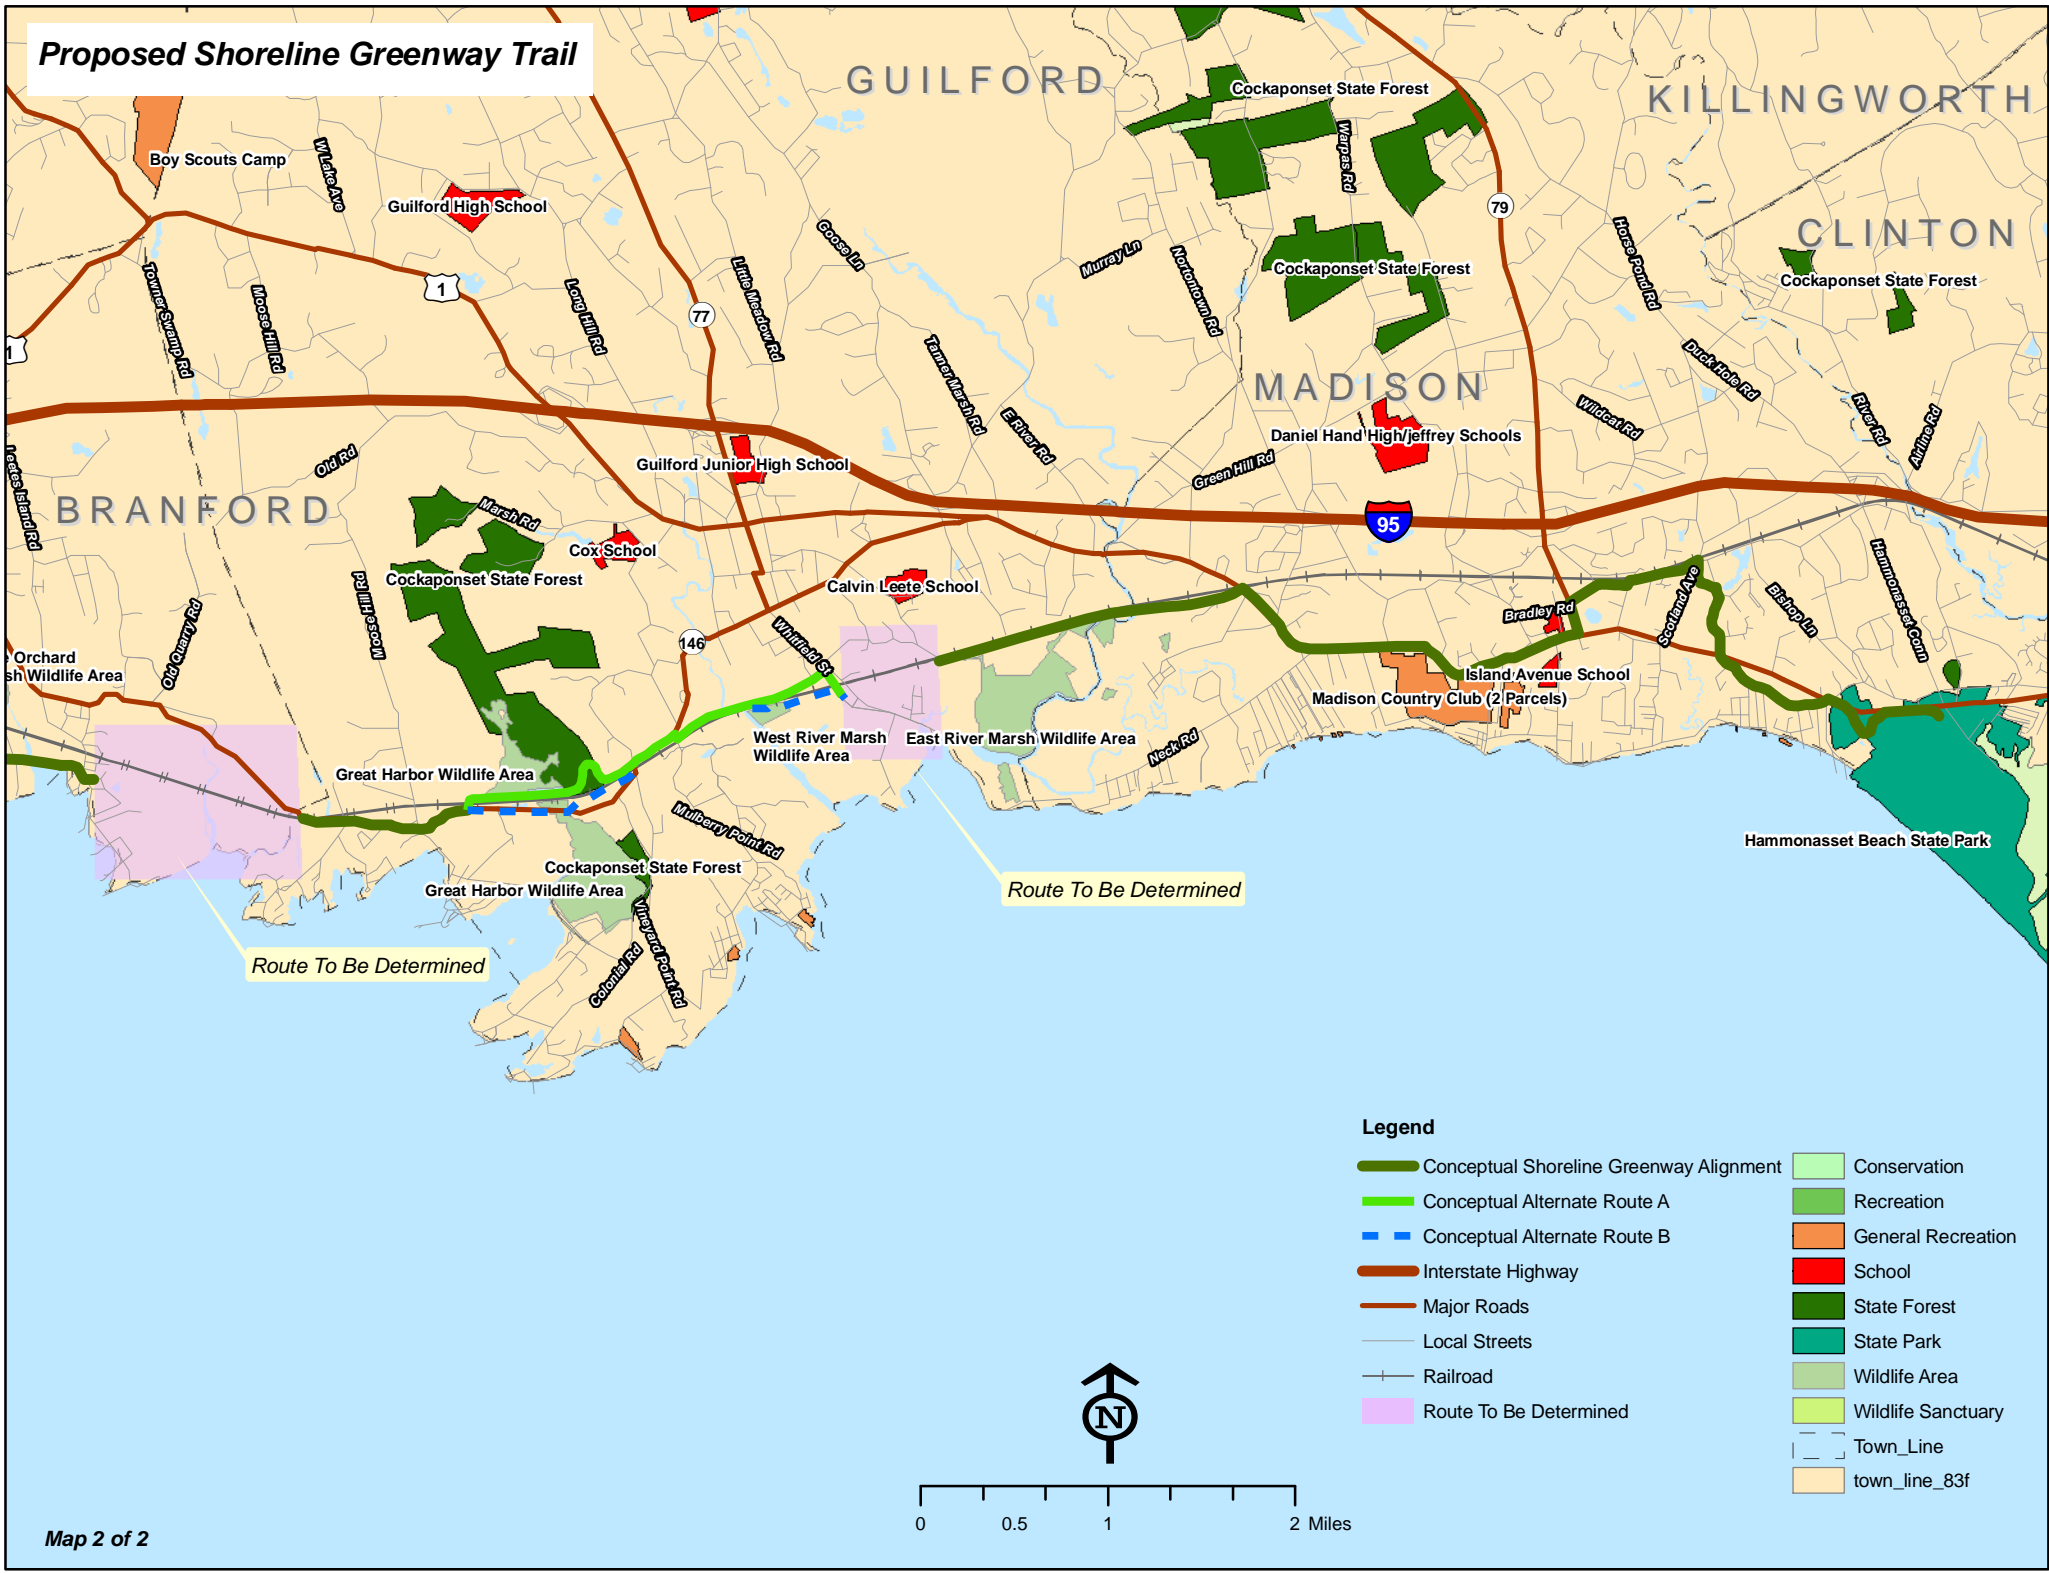 Proposed Shoreline Greenway Trail
GUILFORD
KILLINGWORTH
CLINTON
MADISON
BRANFORD
Cockaponset State Forest
Warpas Rd
Boy Scouts Camp
W Lake Ave
Guilford High School
79
Goose Ln
Murray Ln
Nortontown Rd
Horse Pond Rd
Cockaponset State Forest
Cockaponset State Forest
Towner Swamp Rd
Moose Hill Rd
1
Long Hill Rd
77
Little Meadow Rd
1
Tanner Marsh Rd
E River Rd
Duck Hole Rd
Wildcat Rd
River Rd
Airline Rd
Daniel Hand High/jeffrey Schools
Green Hill Rd
Guilford Junior High School
Old Rd
Leetes Island Rd
Marsh Rd
95
Cox School
Cockaponset State Forest
Calvin Leete School
Moose Hill Rd
Old Quarry Rd
Whitfield St
146
Bradley Rd
Scotland Ave
Bishop Ln
Hammonasset Conn
Orchard
sh Wildlife Area
Island Avenue School
Madison Country Club (2 Parcels)
West River Marsh
Wildlife Area
East River Marsh Wildlife Area
Neck Rd
Great Harbor Wildlife Area
Mulberry Point Rd
Hammonasset Beach State Park
Cockaponset State Forest
Great Harbor Wildlife Area
Route To Be Determined
Vineyard Point Rd
Colonial Rd
Route To Be Determined
Legend
Conceptual Shoreline Greenway Alignment
Conceptual Alternate Route A
Conceptual Alternate Route B
Interstate Highway
Major Roads
Local Streets
Railroad
Route To Be Determined
Conservation
Recreation
General Recreation
School
State Forest
State Park
Wildlife Area
Wildlife Sanctuary
Town_Line
town_line_83f
N
0 0.5 1 2 Miles
Map 2 of 2